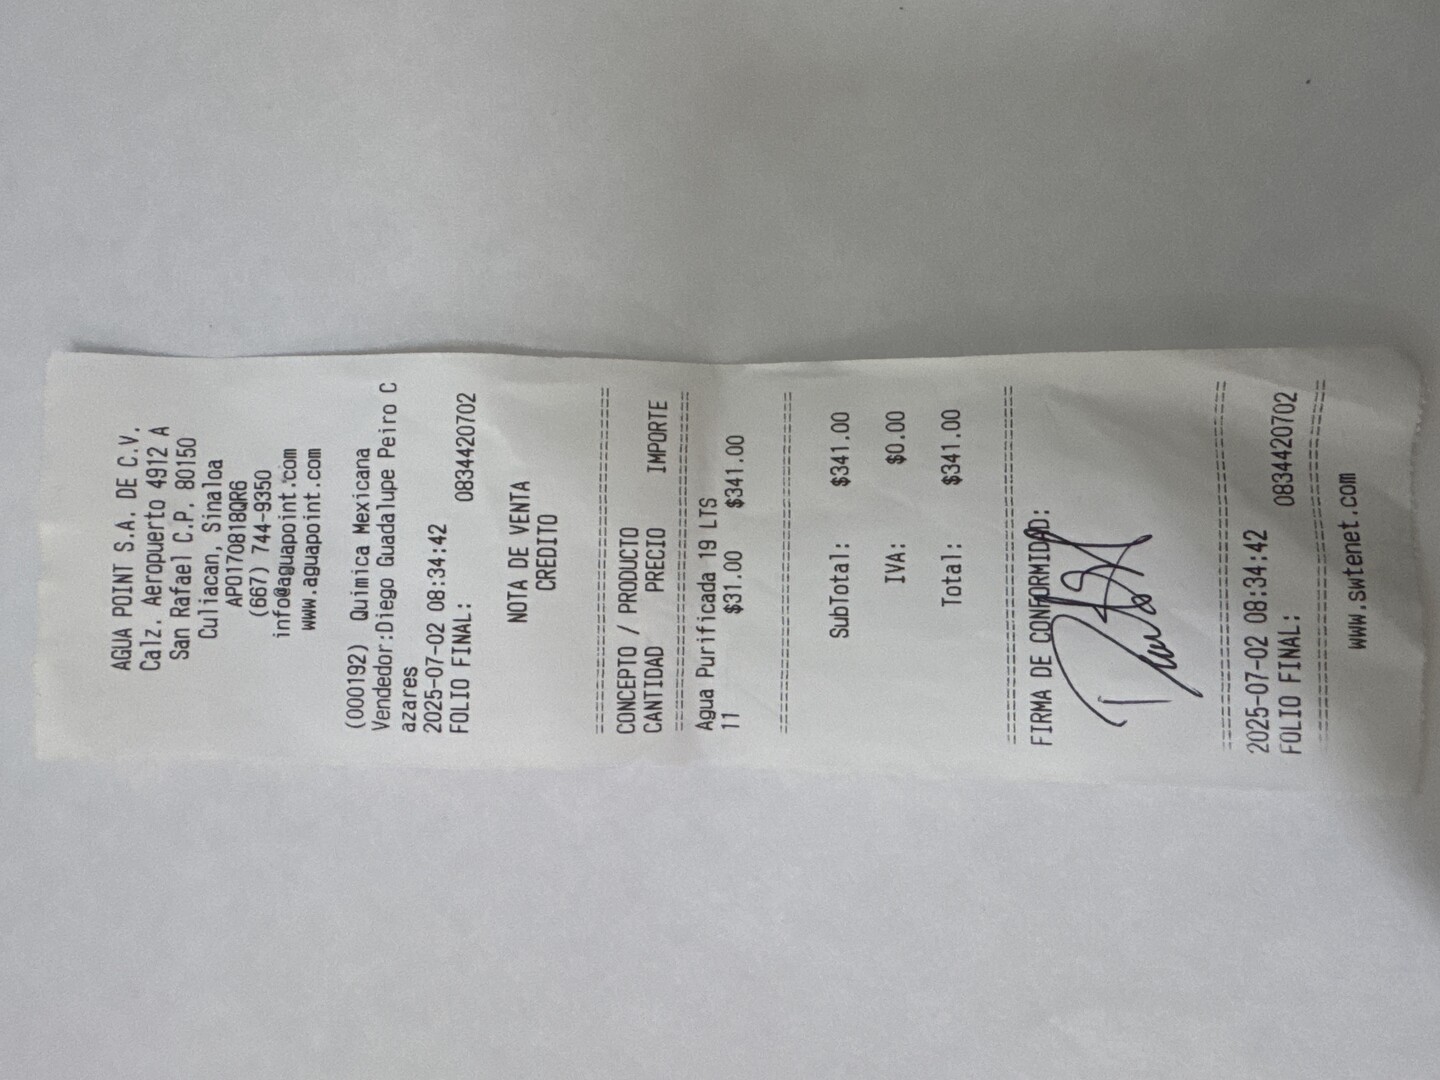 AGUA POINT S.A. DE C.V.
Calz. Aeropuerto 4912 A
San Rafael C.P. 80150
Culiacan, Sinaloa
APO170818QR6
(667) 744-9350
info@aguapoint.com
www.aguapoint.com
(000192) Quimica Mexicana
Vendedor:Diego Guadalupe Peiro C
azares
2025-07-02 08:34:42
FOLIO FINAL: 0834420702
NOTA DE VENTA
CREDITO
================================
CONCEPTO / PRODUCTO
CANTIDAD PRECIO IMPORTE
================================
Agua Purificada 19 LTS
11 $31.00 $341.00
================================
SubTotal: $341.00
IVA: $0.00
Total: $341.00
================================
FIRMA DE CONFORMIDAD:
================================
2025-07-02 08:34:42
FOLIO FINAL: 0834420702
================================
www.swtenet.com